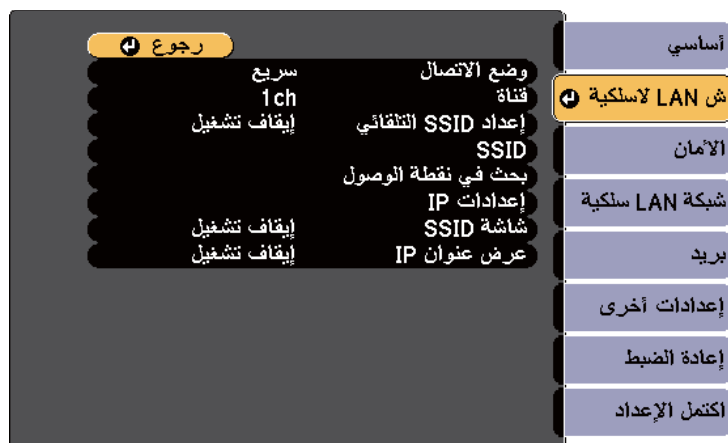 أساسي
ش LAN لاسلكية
الأمان
شبكة LAN سلكية
بريد
إعدادات أخرى
إعادة الضبط
اكتمل الإعداد
رجوع
وضع الاتصال سريع
قناة 1ch
إعداد SSID التلقائي إيقاف تشغيل
SSID
بحث في نقطة الوصول
إعدادات IP
شاشة SSID إيقاف تشغيل
عرض عنوان IP إيقاف تشغيل